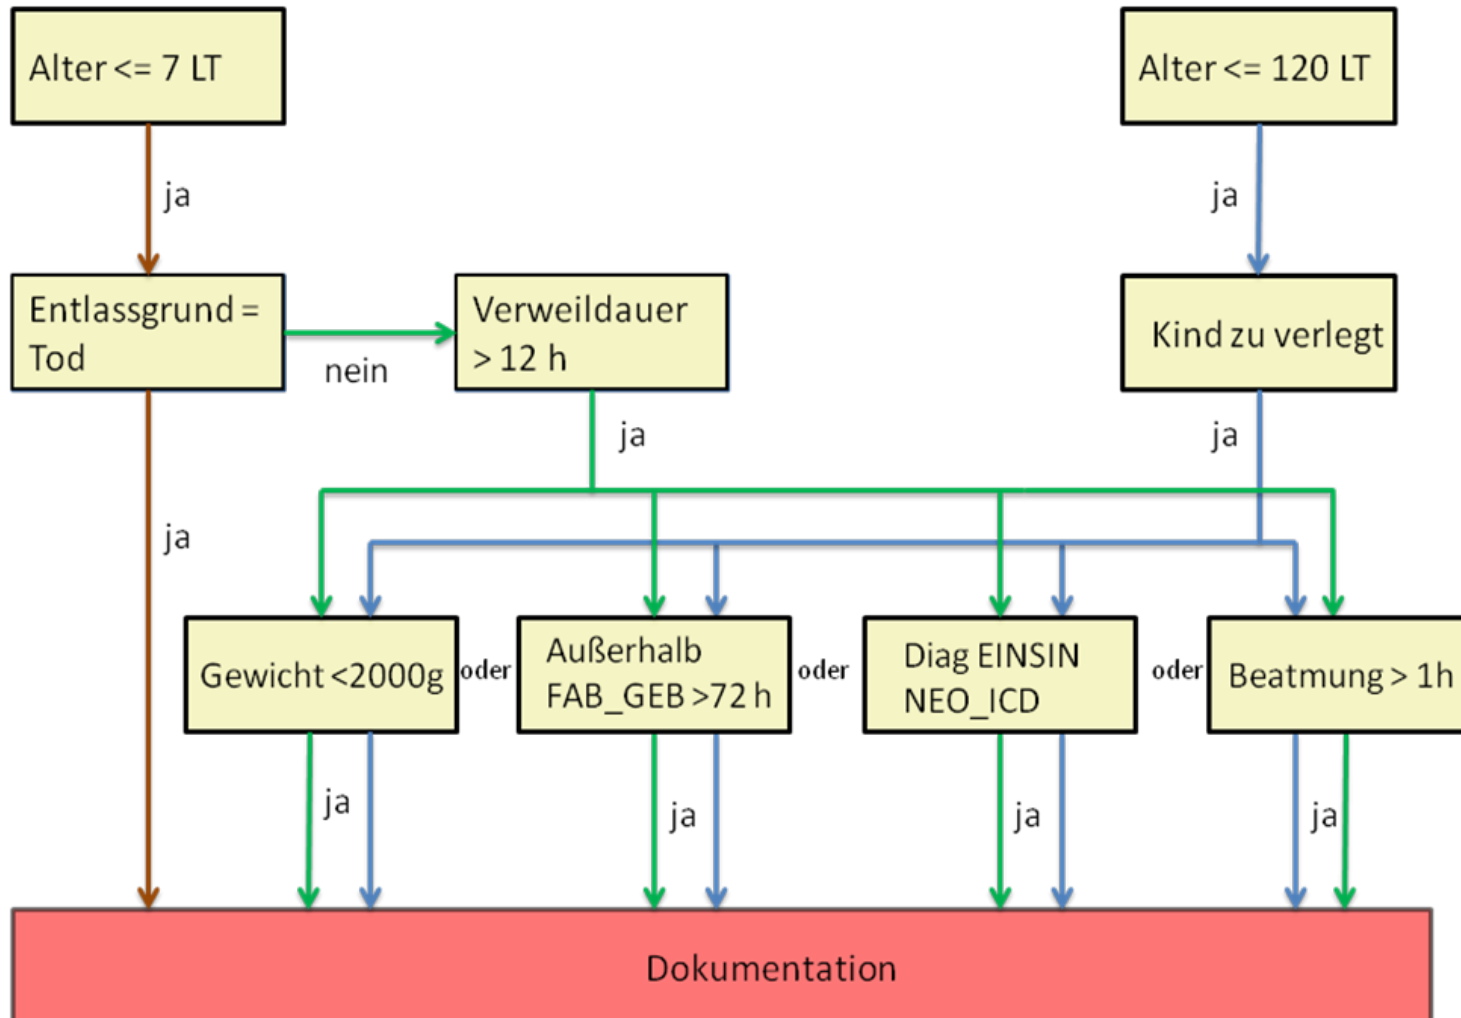 Alter <= 7 LT
Alter <= 120 LT
ja
ja
Entlassgrund =
Tod
nein
Verweildauer
> 12 h
Kind zu verlegt
ja
ja
ja
Gewicht <2000g
oder
Außerhalb
FAB_GEB >72 h
oder
Diag EINSIN
NEO_ICD
oder
Beatmung > 1h
ja
ja
ja
ja
Dokumentation